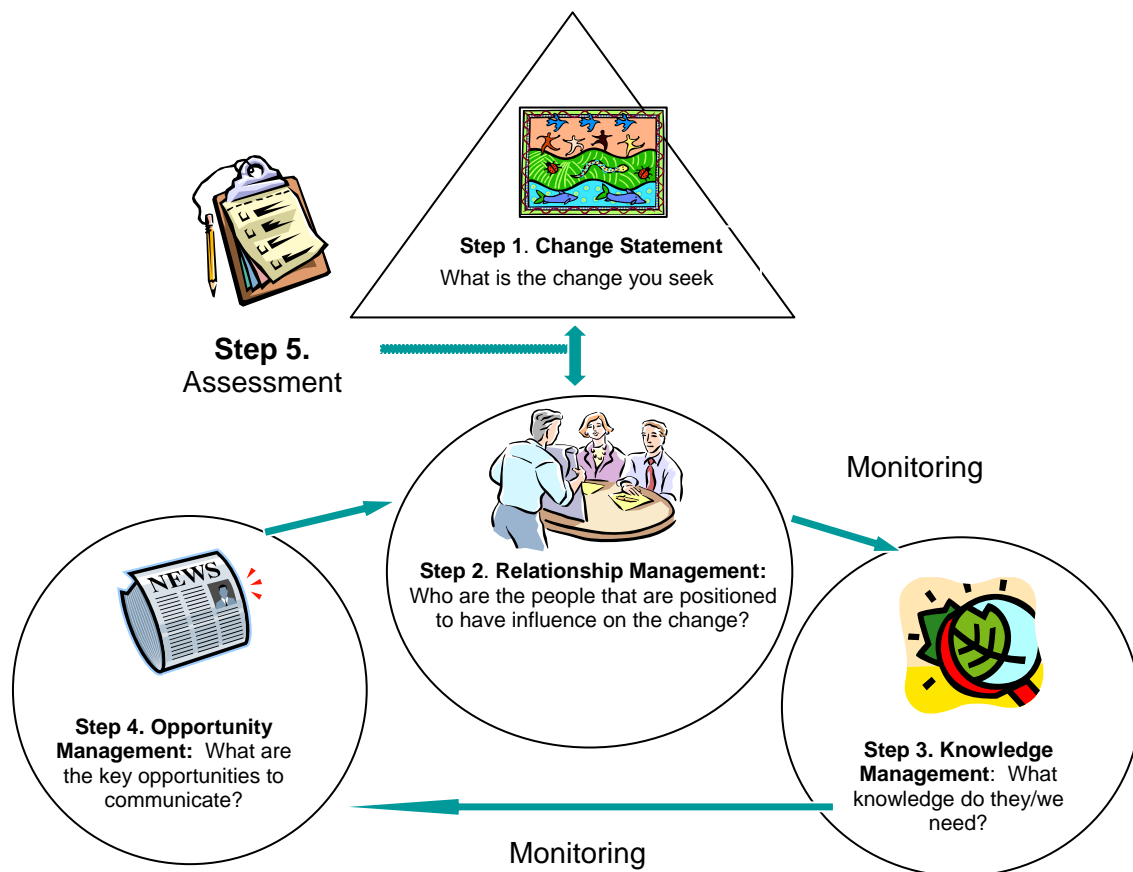 Step 1. Change Statement
What is the change you seek
Step 5.
Assessment
Monitoring
Step 2. Relationship Management:
Who are the people that are positioned
to have influence on the change?
NEWS
Step 4. Opportunity
Management:  What are
the key opportunities to
communicate?
Step 3. Knowledge
Management:  What
knowledge do they/we
need?
Monitoring